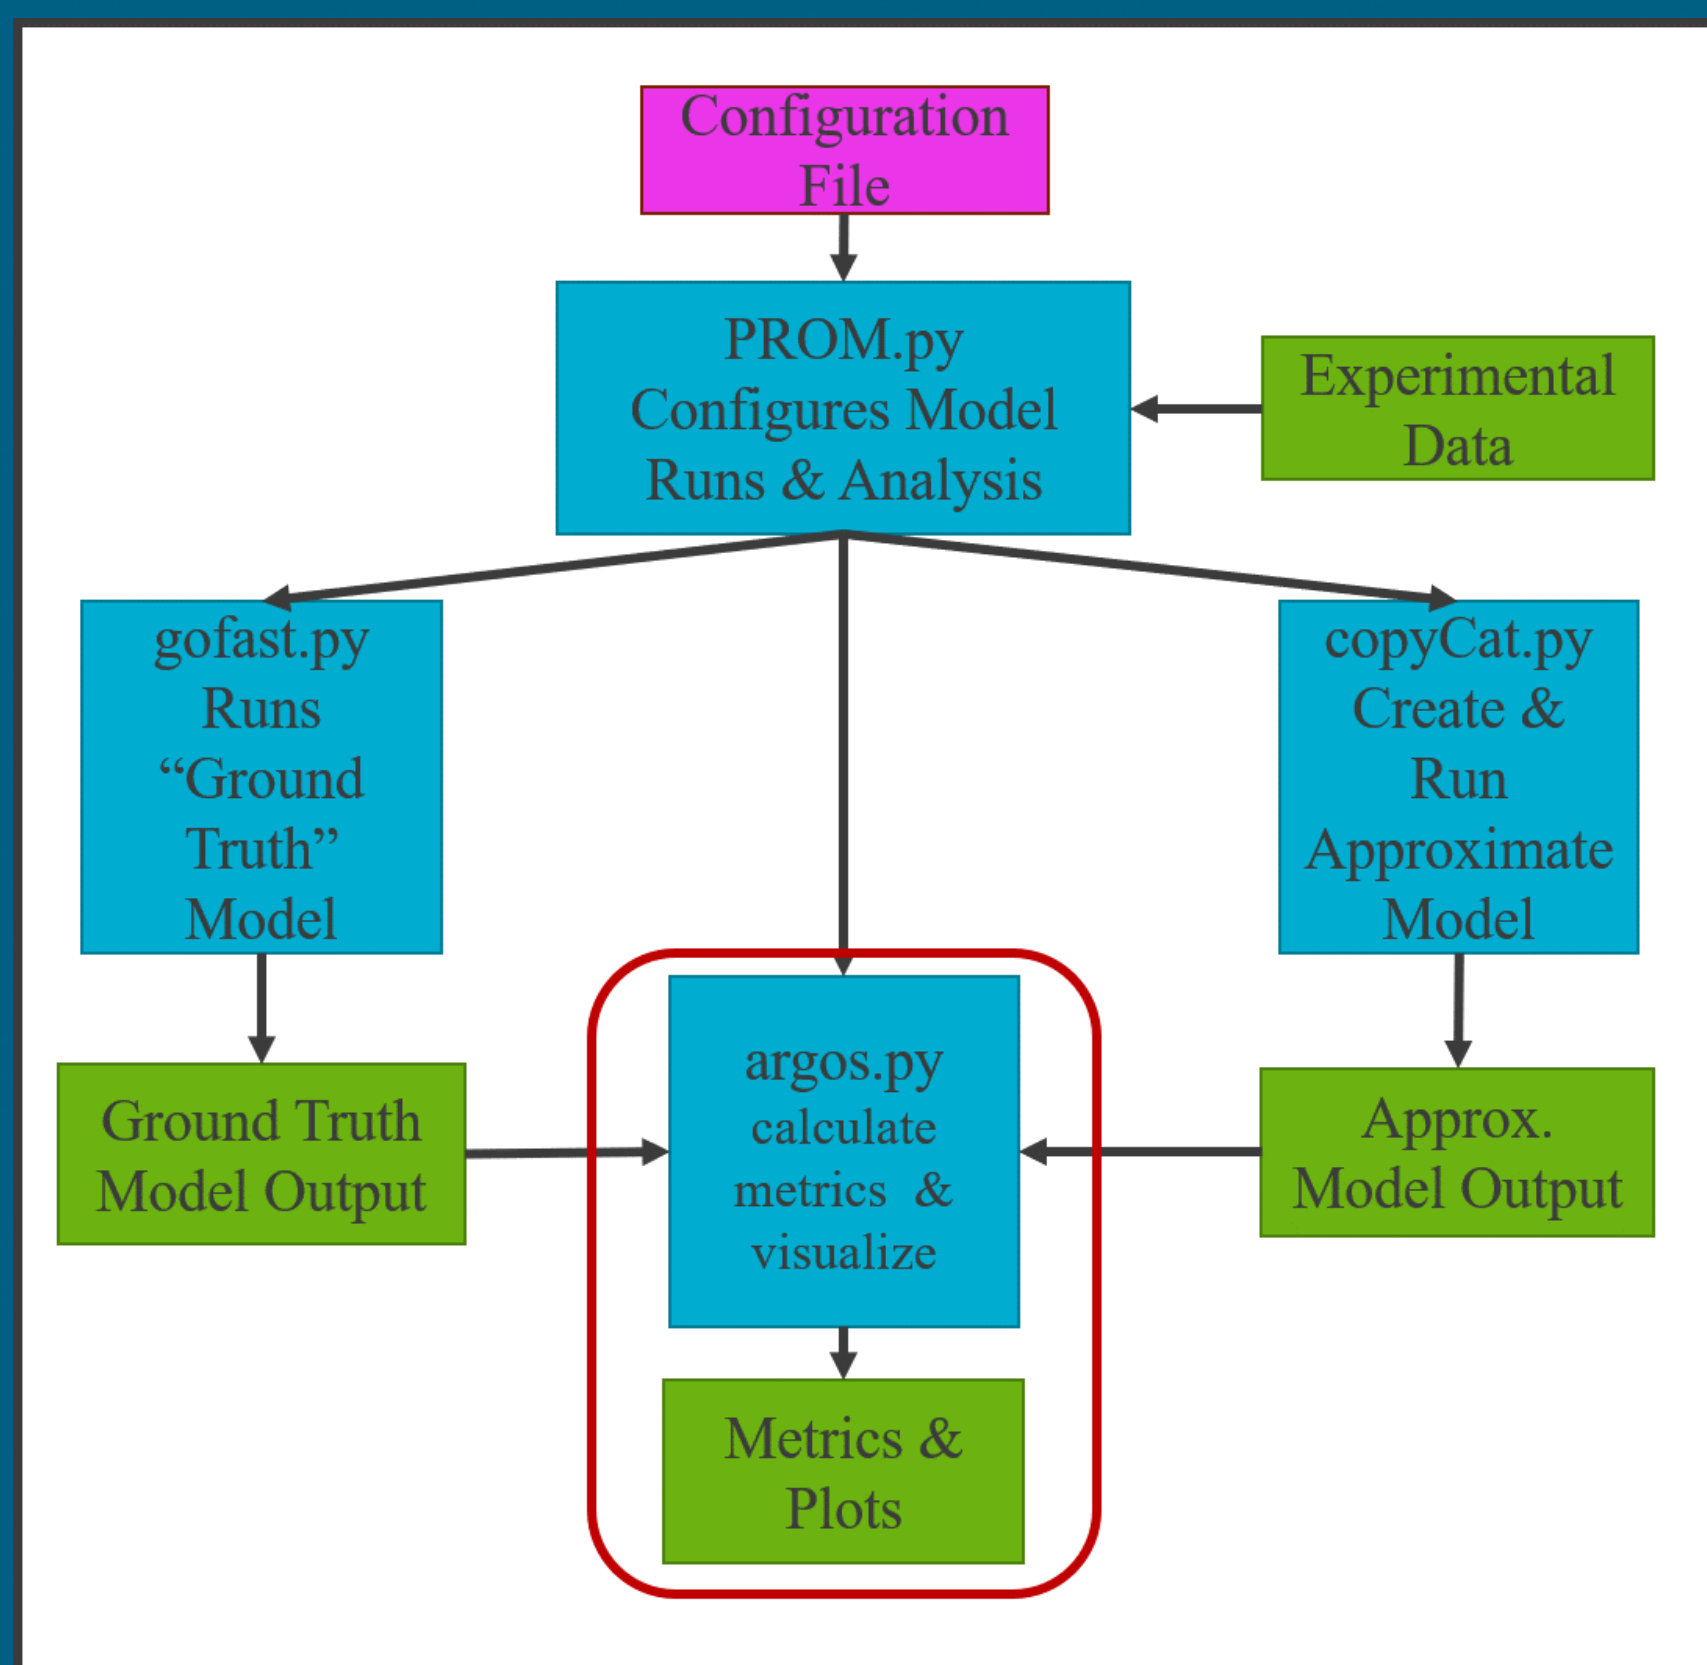 Configuration
File
PROM.py
Configures Model
Runs & Analysis
Experimental
Data
gofast.py
Runs
“Ground
Truth”
Model
copyCat.py
Create &
Run
Approximate
Model
Ground Truth
Model Output
argos.py
calculate
metrics & 
visualize
Approx.
Model Output
Metrics &
Plots